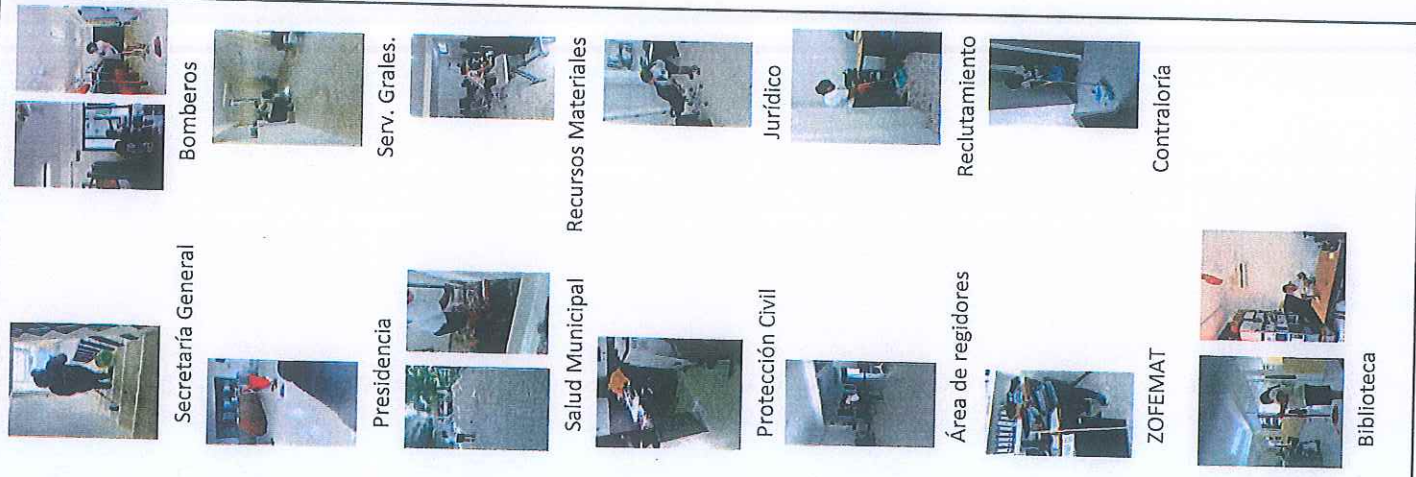 Secretaría General
Bomberos
Presidencia
Serv. Grales.
Salud Municipal
Recursos Materiales
Protección Civil
Jurídico
Área de regidores
Reclutamiento
ZOFEMAT
Contraloría
Biblioteca